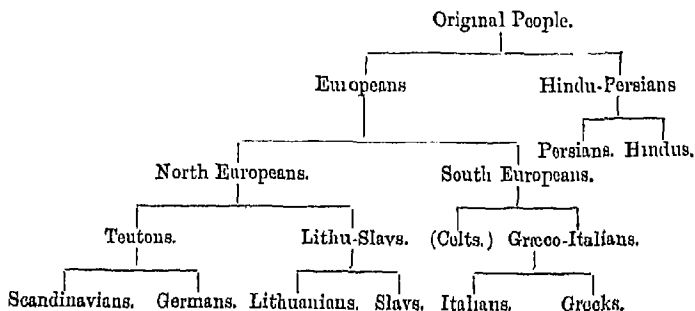 Original People.
Europeans Hindu-Persians
Persians. Hindus.
North Europeans. South Europeans.
Teutons. Lithu-Slavs. (Celts.) Græco-Italians.
Scandinavians. Germans. Lithuanians. Slavs. Italians. Greeks.